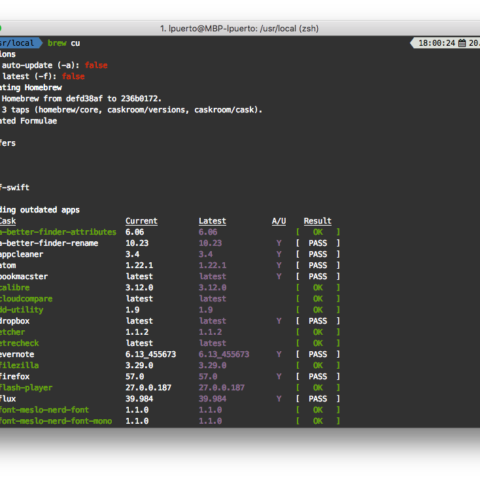 1. lpuerto@MBP-lpuerto: /usr/local (zsh)
sr/local brew cu 18:00:24 20.
ions
auto-update (-a): false
latest (-f): false
ating Homebrew
Homebrew from defd38af to 236b0172.
3 taps (homebrew/core, caskroom/versions, caskroom/cask).
ated Formulae
fers
f-swift
ding outdated apps
Cask Current Latest A/U Result
a-better-finder-attributes 6.06 6.06 [ OK ]
a-better-finder-rename 10.23 10.23 Y [ PASS ]
appcleaner 3.4 3.4 Y [ PASS ]
atom 1.22.1 1.22.1 Y [ PASS ]
bookmacster latest latest Y [ PASS ]
calibre 3.12.0 3.12.0 [ OK ]
cloudcompare latest latest [ OK ]
dd-utility 1.9 1.9 [ OK ]
dropbox latest latest Y [ PASS ]
etcher 1.1.2 1.1.2 [ OK ]
etrecheck latest latest [ OK ]
evernote 6.13_455673 6.13_455673 Y [ PASS ]
filezilla 3.29.0 3.29.0 [ OK ]
firefox 57.0 57.0 Y [ PASS ]
flash-player 27.0.0.187 27.0.0.187 [ OK ]
flux 39.984 39.984 Y [ PASS ]
font-meslo-nerd-font 1.1.0 1.1.0 [ OK ]
font-meslo-nerd-font-mono 1.1.0 1.1.0 [ OK ]